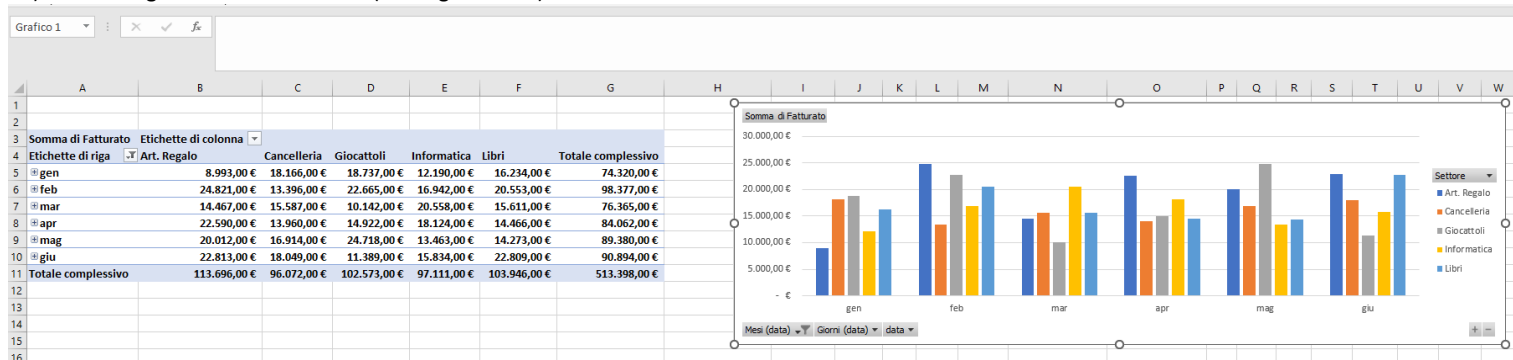 Grafico 1
fx
A B C D E F G H I J K L M N O P Q R S T U V W
1
2
3 Somma di Fatturato Etichette di colonna
4 Etichette di riga Art. Regalo Cancelleria Giocattoli Informatica Libri Totale complessivo
5 gen 8.993,00 € 18.166,00 € 18.737,00 € 12.190,00 € 16.234,00 € 74.320,00 €
6 feb 24.821,00 € 13.396,00 € 22.665,00 € 16.942,00 € 20.553,00 € 98.377,00 €
7 mar 14.467,00 € 15.587,00 € 10.142,00 € 20.558,00 € 15.611,00 € 76.365,00 €
8 apr 22.590,00 € 13.960,00 € 14.922,00 € 18.124,00 € 14.466,00 € 84.062,00 €
9 mag 20.012,00 € 16.914,00 € 24.718,00 € 13.463,00 € 14.273,00 € 89.380,00 €
10 giu 22.813,00 € 18.049,00 € 11.389,00 € 15.834,00 € 22.809,00 € 90.894,00 €
11 Totale complessivo 113.696,00 € 96.072,00 € 102.573,00 € 97.111,00 € 103.946,00 € 513.398,00 €
12
13
14
15
16
Somma di Fatturato
30.000,00 €
25.000,00 €
20.000,00 €
15.000,00 €
10.000,00 €
5.000,00 €
- €
gen feb mar apr mag giu
Settore
Art. Regalo
Cancelleria
Giocattoli
Informatica
Libri
Mesi (data) Giorni (data) data
+ -